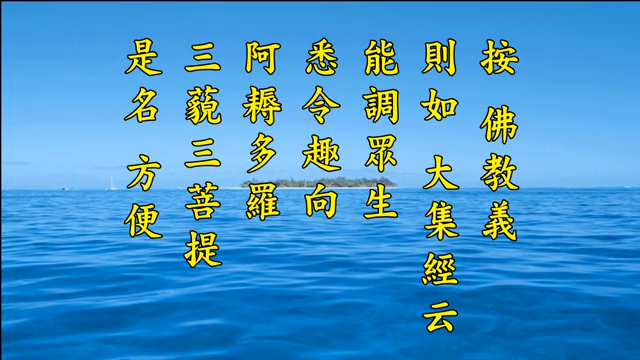 按 佛教義
則如 大集經云
能調眾生
悉令趣向
阿耨多羅
三藐三菩提
是名 方便